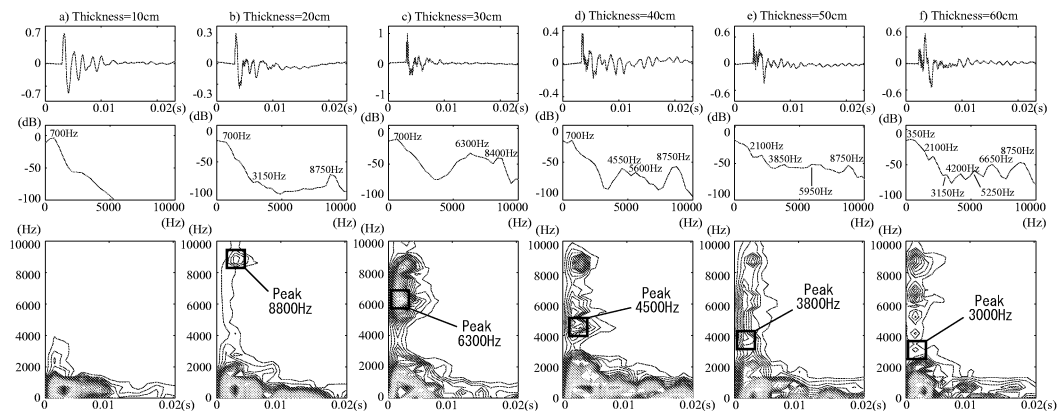 a) Thickness=10cm b) Thickness=20cm c) Thickness=30cm d) Thickness=40cm e) Thickness=50cm f) Thickness=60cm
0.7 0.3 1 0.4 0.6 0.6
0 0 0 0 0 0
-0.7 -0.3 -1 -0.4 -0.6 -0.6
0 0.01 0.02(s) 0 0.01 0.02(s) 0 0.01 0.02(s) 0 0.01 0.02(s) 0 0.01 0.02(s) 0 0.01 0.02(s)
(dB) (dB) (dB) (dB) (dB) (dB)
0 700Hz 0 700Hz 0 700Hz 6300Hz 8400Hz 0 700Hz 4550Hz 5600Hz 8750Hz 0 2100Hz 3850Hz 8750Hz 0 350Hz 2100Hz 4200Hz 6650Hz 8750Hz
-50 -50 3150Hz 8750Hz -50 -50 -50 5950Hz -50 3150Hz 5250Hz
-100 -100 -100 -100 -100 -100
0 5000 10000 0 5000 10000 0 5000 10000 0 5000 10000 0 5000 10000 0 5000 10000
(Hz) (Hz) (Hz) (Hz) (Hz) (Hz)
(Hz) (Hz) (Hz) (Hz) (Hz) (Hz)
10000 10000 10000 10000 10000 10000
8000 8000 8000 8000 8000 8000
6000 6000 6000 6000 6000 6000
4000 4000 4000 4000 4000 4000
2000 2000 2000 2000 2000 2000
0 0 0 0 0 0
Peak
8800Hz
Peak
6300Hz
Peak
4500Hz
Peak
3800Hz
Peak
3000Hz
0 0.01 0.02(s) 0 0.01 0.02(s) 0 0.01 0.02(s) 0 0.01 0.02(s) 0 0.01 0.02(s) 0 0.01 0.02(s)